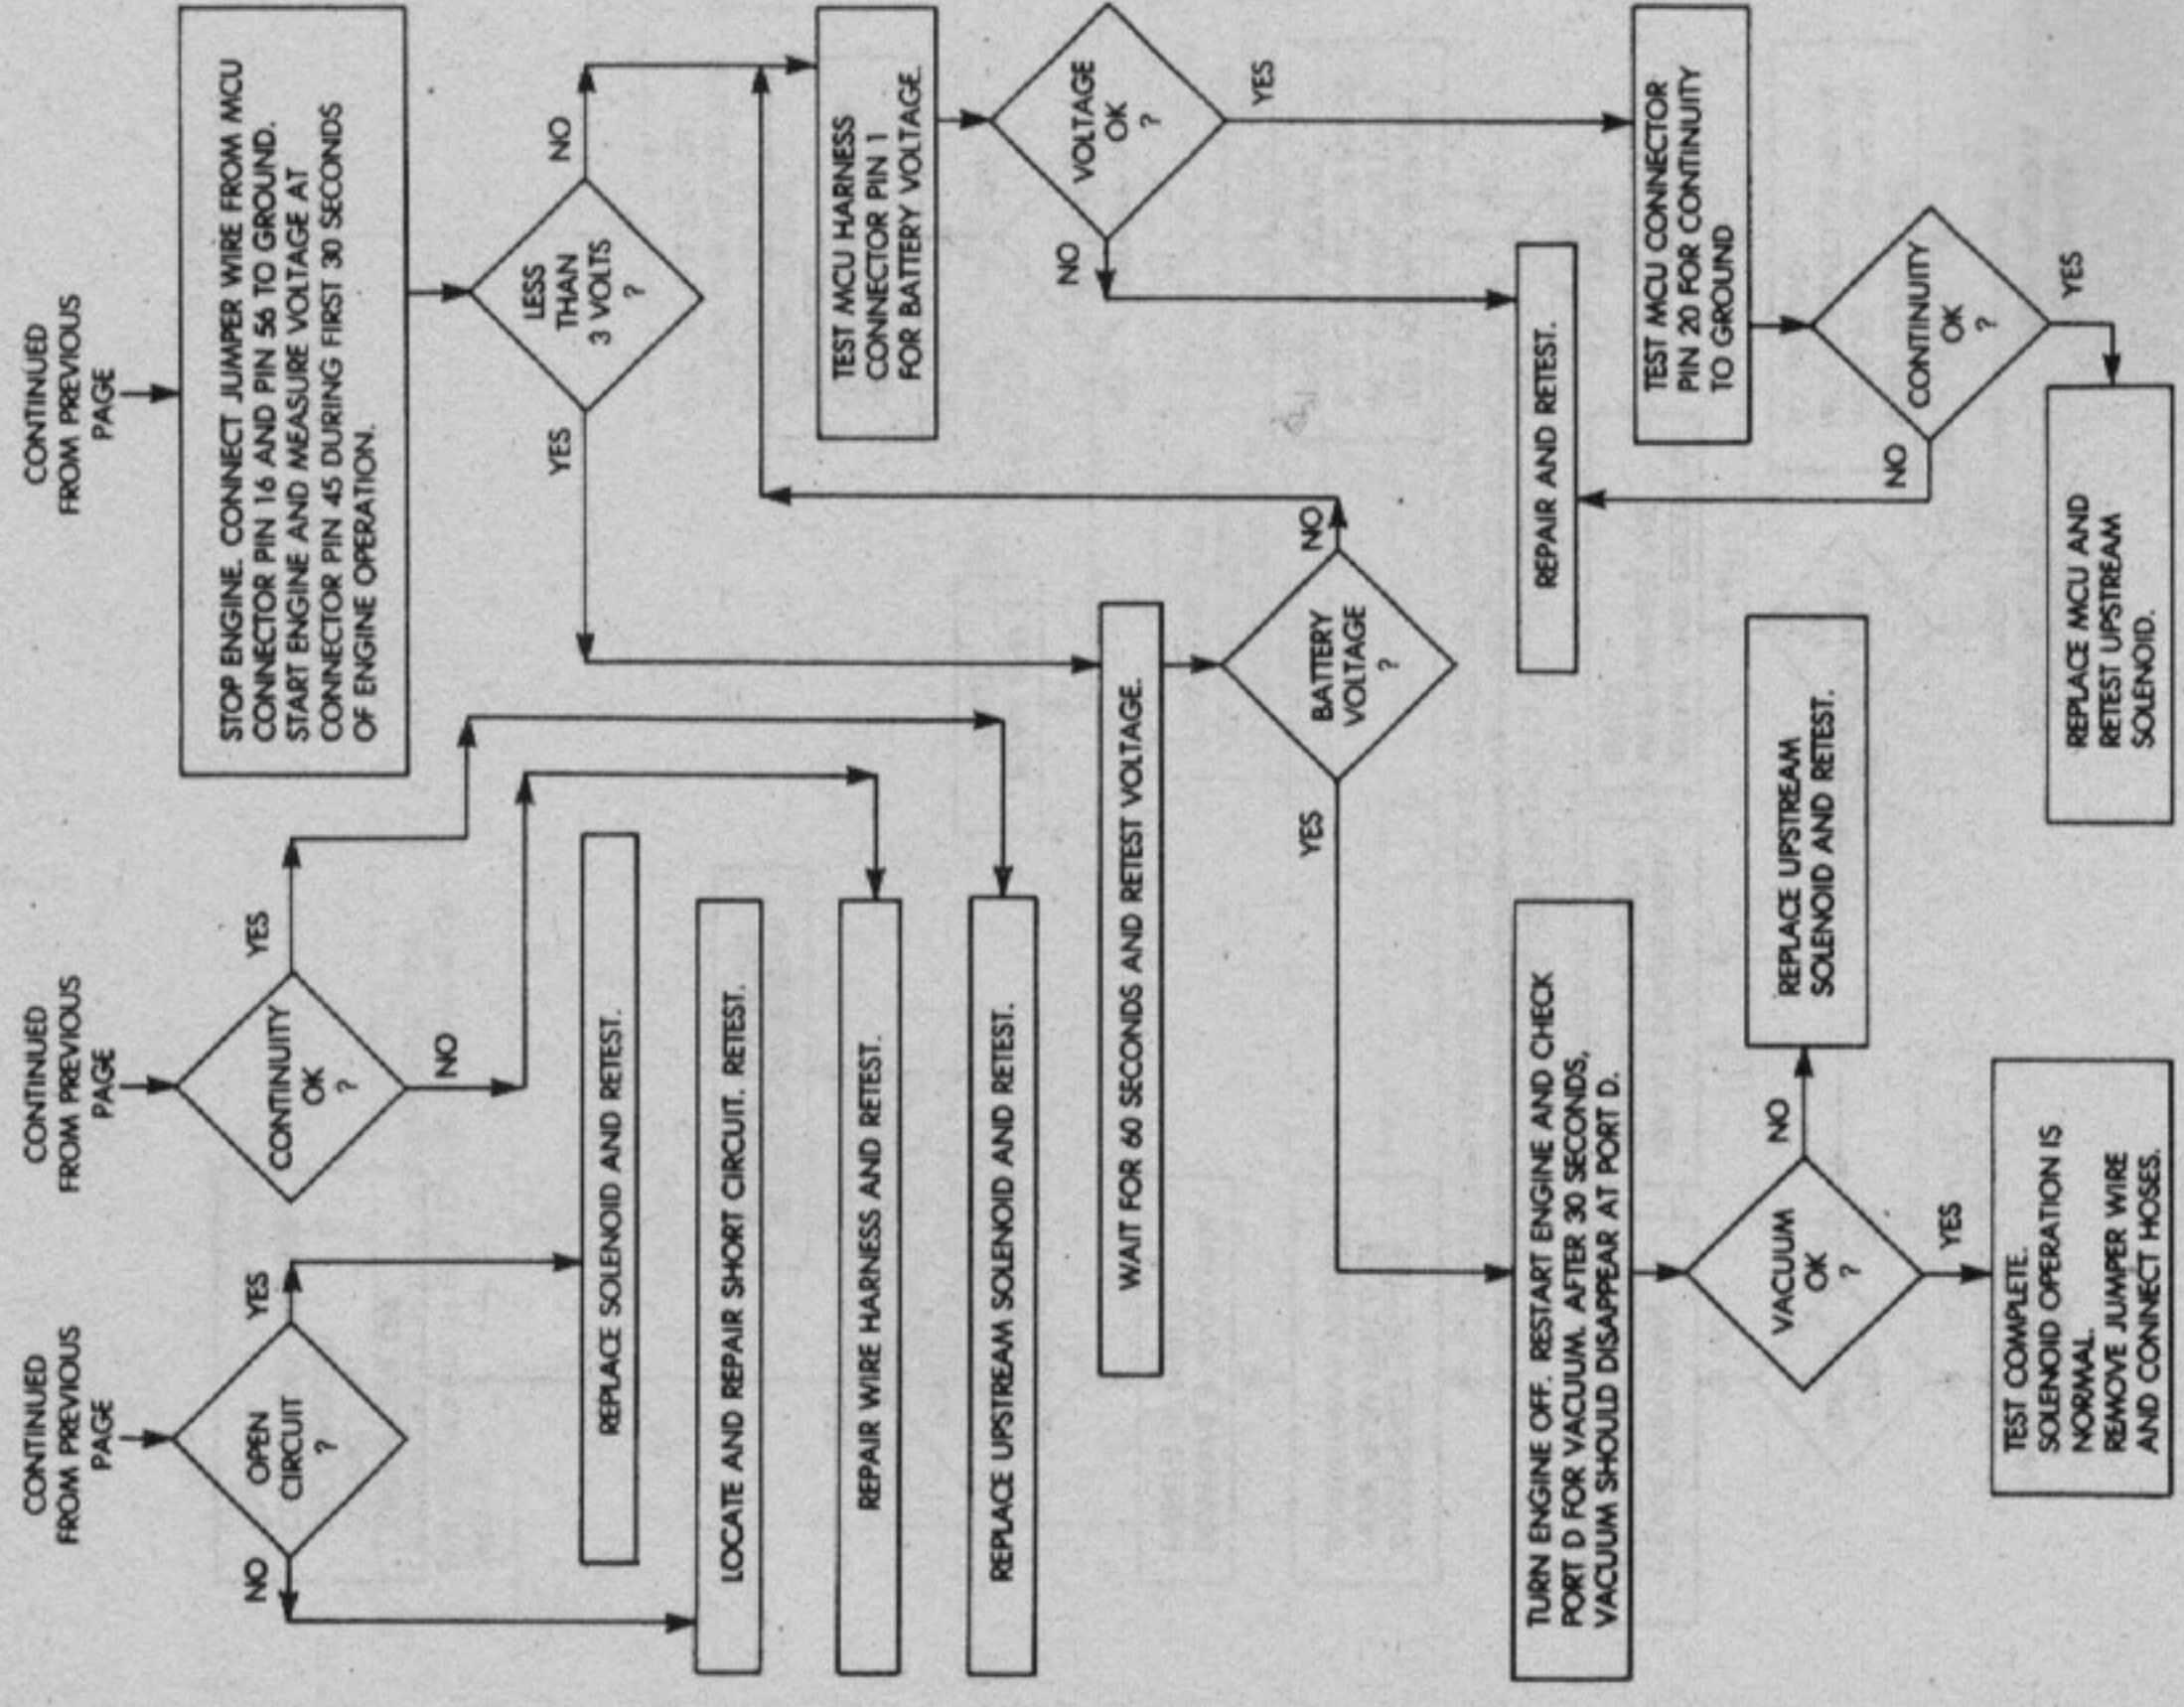 CONTINUED
FROM PREVIOUS
PAGE
OPEN
CIRCUIT
?
NO
YES
CONTINUED
FROM PREVIOUS
PAGE
CONTINUITY
OK
?
YES
NO
CONTINUED
FROM PREVIOUS
PAGE
STOP ENGINE. CONNECT JUMPER WIRE FROM MCU
CONNECTOR PIN 16 AND PIN 56 TO GROUND.
START ENGINE AND MEASURE VOLTAGE AT
CONNECTOR PIN 45 DURING FIRST 30 SECONDS
OF ENGINE OPERATION.
LESS
THAN
3 VOLTS
?
YES
NO
REPLACE SOLENOID AND RETEST.
LOCATE AND REPAIR SHORT CIRCUIT. RETEST.
REPAIR WIRE HARNESS AND RETEST.
REPLACE UPSTREAM SOLENOID AND RETEST.
TEST MCU HARNESS
CONNECTOR PIN 1
FOR BATTERY VOLTAGE.
VOLTAGE
OK
?
NO
YES
WAIT FOR 60 SECONDS AND RETEST VOLTAGE.
BATTERY
VOLTAGE
?
YES
NO
TURN ENGINE OFF. RESTART ENGINE AND CHECK
PORT D FOR VACUUM. AFTER 30 SECONDS,
VACUUM SHOULD DISAPPEAR AT PORT D.
REPAIR AND RETEST.
TEST MCU CONNECTOR
PIN 20 FOR CONTINUITY
TO GROUND
VACUUM
OK
?
NO
YES
REPLACE UPSTREAM
SOLENOID AND RETEST.
CONTINUITY
OK
?
NO
YES
TEST COMPLETE.
SOLENOID OPERATION IS
NORMAL.
REMOVE JUMPER WIRE
AND CONNECT HOSES.
REPLACE MCU AND
RETEST UPSTREAM
SOLENOID.